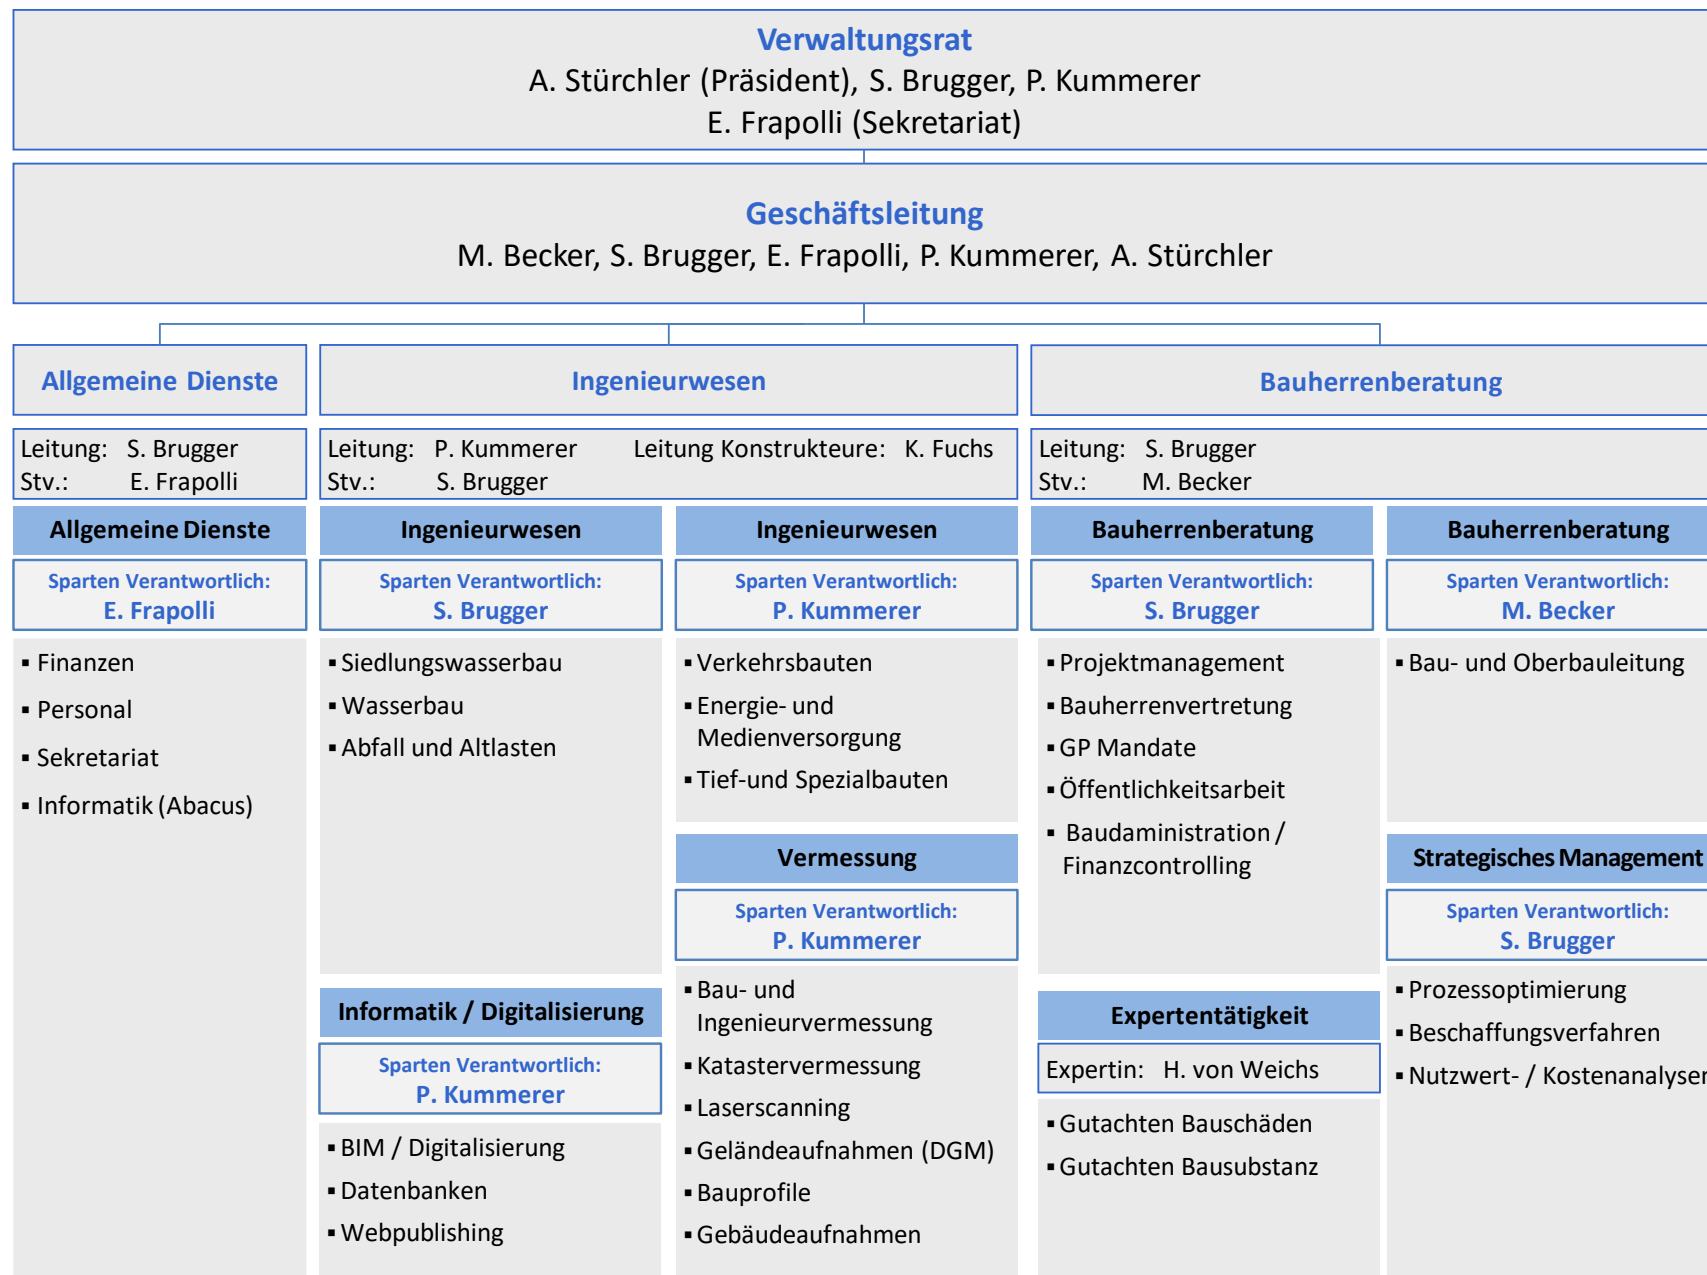 Verwaltungsrat
A. Stürchler (Präsident), S. Brugger, P. Kummerer
E. Frapolli (Sekretariat)
Geschäftsleitung
M. Becker, S. Brugger, E. Frapolli, P. Kummerer, A. Stürchler
Allgemeine Dienste
Leitung: S. Brugger
Stv.: E. Frapolli
Allgemeine Dienste
Sparten Verantwortlich:
E. Frapolli
▪ Finanzen
▪ Personal
▪ Sekretariat
▪ Informatik (Abacus)
Ingenieurwesen
Leitung: P. Kummerer Leitung Konstrukteure: K. Fuchs
Stv.: S. Brugger
Ingenieurwesen
Sparten Verantwortlich:
S. Brugger
▪ Siedlungswasserbau
▪ Wasserbau
▪ Abfall und Altlasten
Informatik / Digitalisierung
Sparten Verantwortlich:
P. Kummerer
▪ BIM / Digitalisierung
▪ Datenbanken
▪ Webpublishing
Ingenieurwesen
Sparten Verantwortlich:
P. Kummerer
▪ Verkehrsbauten
▪ Energie- und
Medienversorgung
▪ Tief-und Spezialbauten
Vermessung
Sparten Verantwortlich:
P. Kummerer
▪ Bau- und
Ingenieurvermessung
▪ Katastervermessung
▪ Laserscanning
▪ Geländeaufnahmen (DGM)
▪ Bauprofile
▪ Gebäudeaufnahmen
Bauherrenberatung
Leitung: S. Brugger
Stv.: M. Becker
Bauherrenberatung
Sparten Verantwortlich:
S. Brugger
▪ Projektmanagement
▪ Bauherrenvertretung
▪ GP Mandate
▪ Öffentlichkeitsarbeit
▪ Baudaministration /
Finanzcontrolling
Expertentätigkeit
Expertin: H. von Weichs
▪ Gutachten Bauschäden
▪ Gutachten Bausubstanz
Bauherrenberatung
Sparten Verantwortlich:
M. Becker
▪ Bau- und Oberbauleitung
Strategisches Management
Sparten Verantwortlich:
S. Brugger
▪ Prozessoptimierung
▪ Beschaffungsverfahren
▪ Nutzwert- / Kostenanalysen